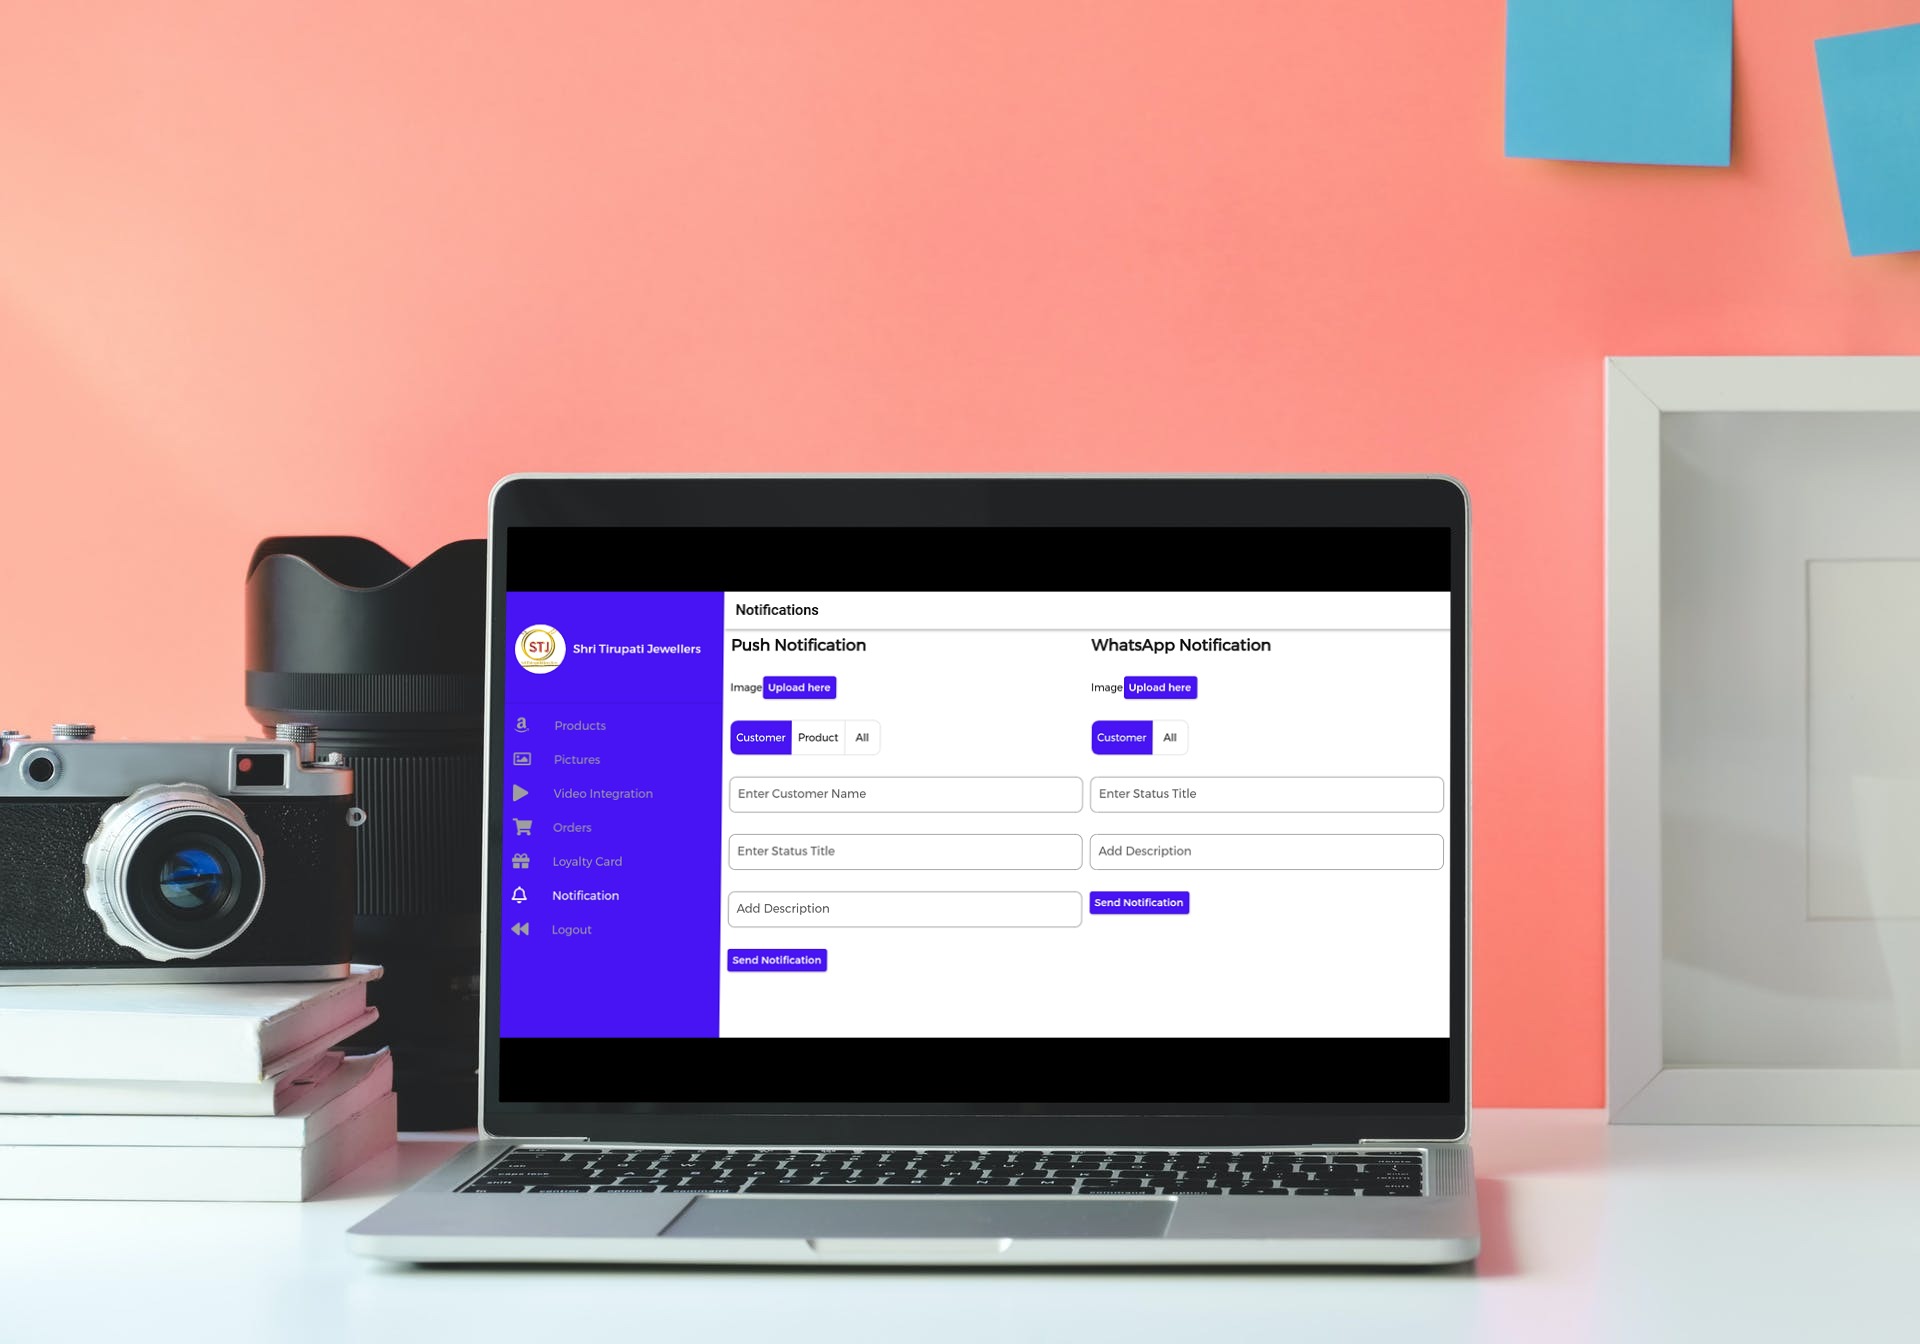 Notifications
STJ
Shri Tirupati Jewellers
Products
Pictures
Video Integration
Orders
Loyalty Card
Notification
Logout
Push Notification
Image Upload here
Customer Product All
Enter Customer Name
Enter Status Title
Add Description
Send Notification
WhatsApp Notification
Image Upload here
Customer All
Enter Status Title
Add Description
Send Notification